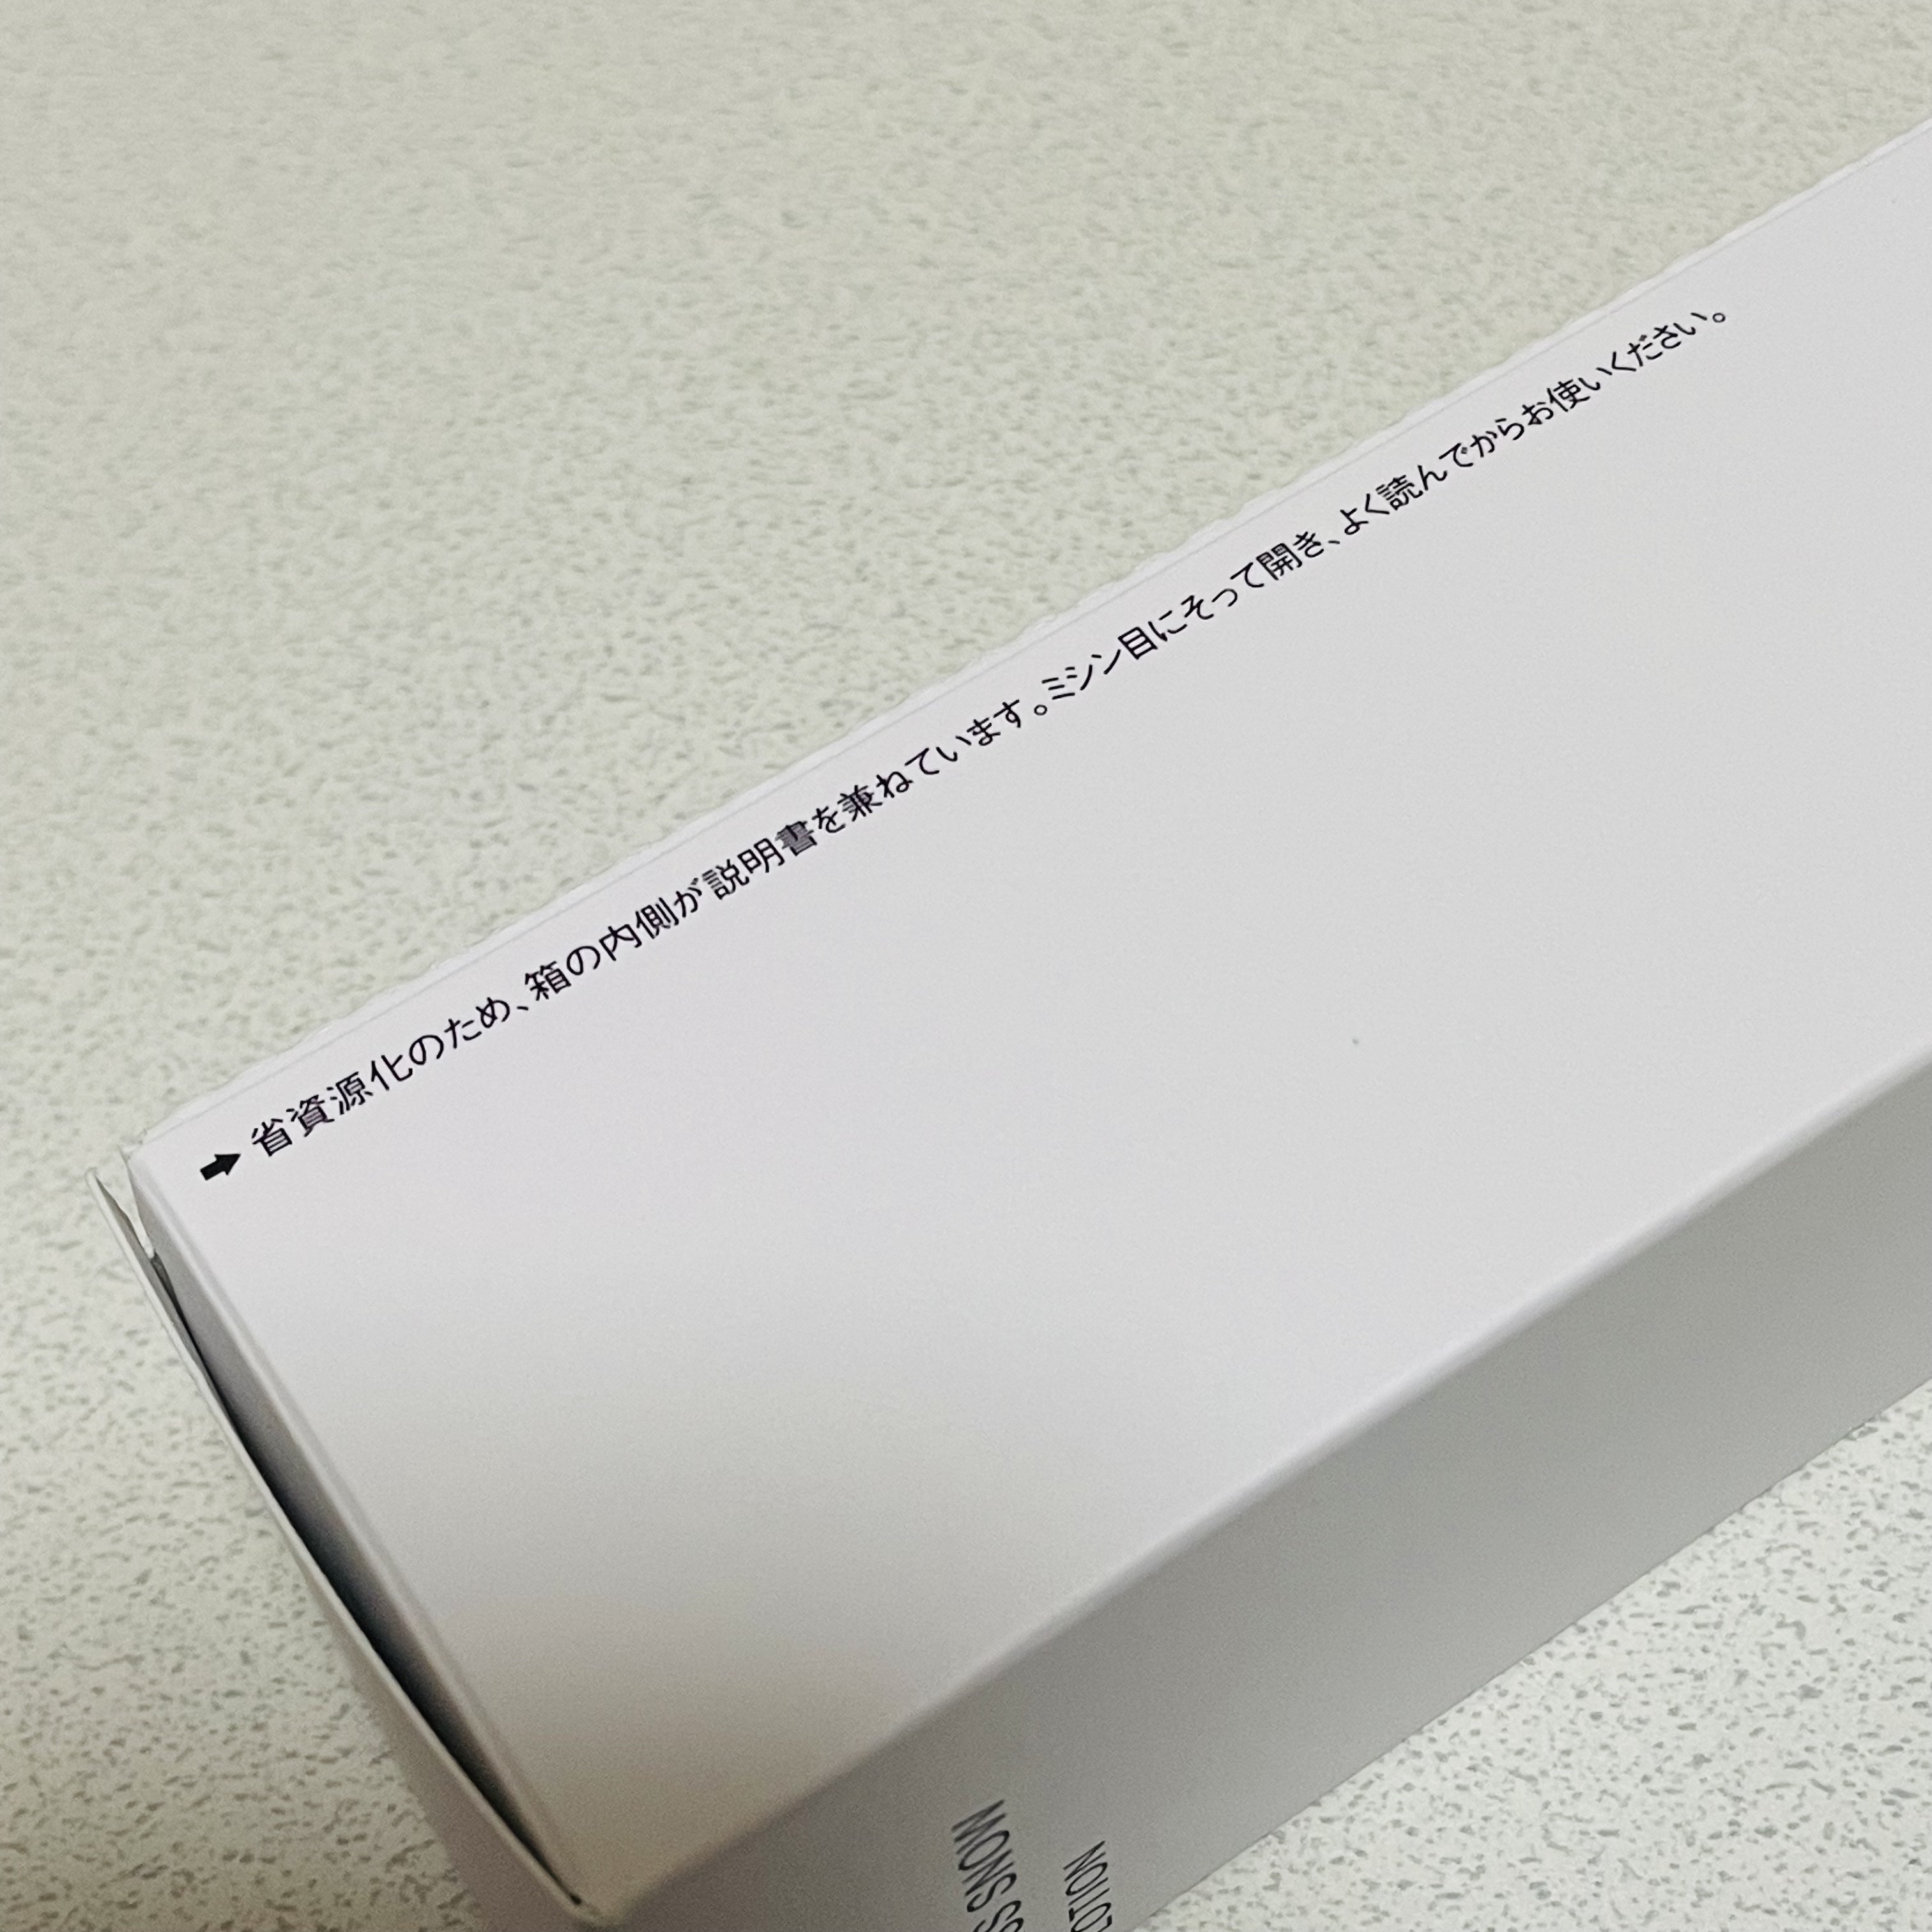 ➡ 省資源化のため、箱の内側が説明書を兼ねています。ミシン目にそって開き、よく読んでからお使いください。